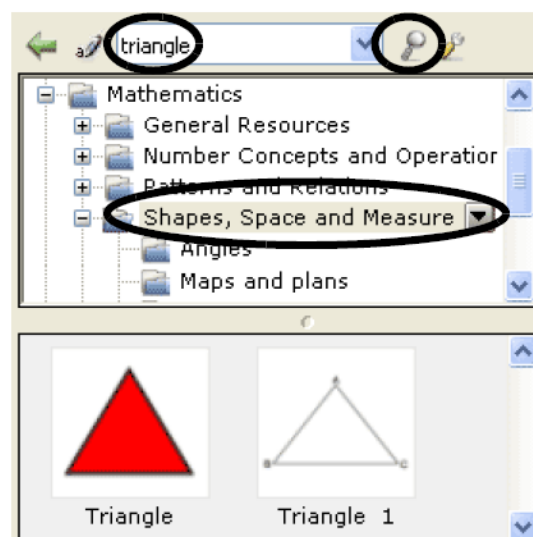 triangle
Mathematics
General Resources
Number Concepts and Operatior
Patterns and Relations
Shapes, Space and Measure
Angles
Maps and plans
A
B C
Triangle Triangle 1